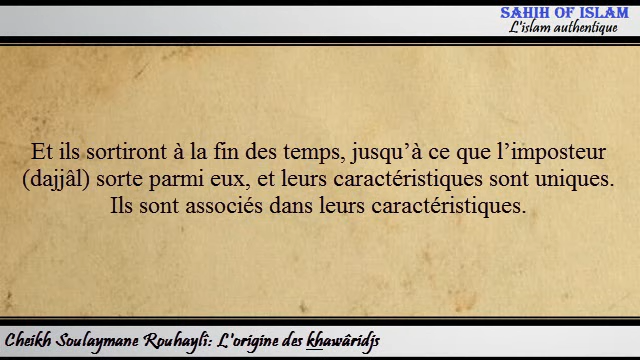 SAHIH OF ISLAM
L'islam authentique
Et ils sortiront à la fin des temps, jusqu’à ce que l’imposteur
(dajjâl) sorte parmi eux, et leurs caractéristiques sont uniques.
Ils sont associés dans leurs caractéristiques.
Cheikh Soulaymane Rouhaylî: L'origine des khawâridjs